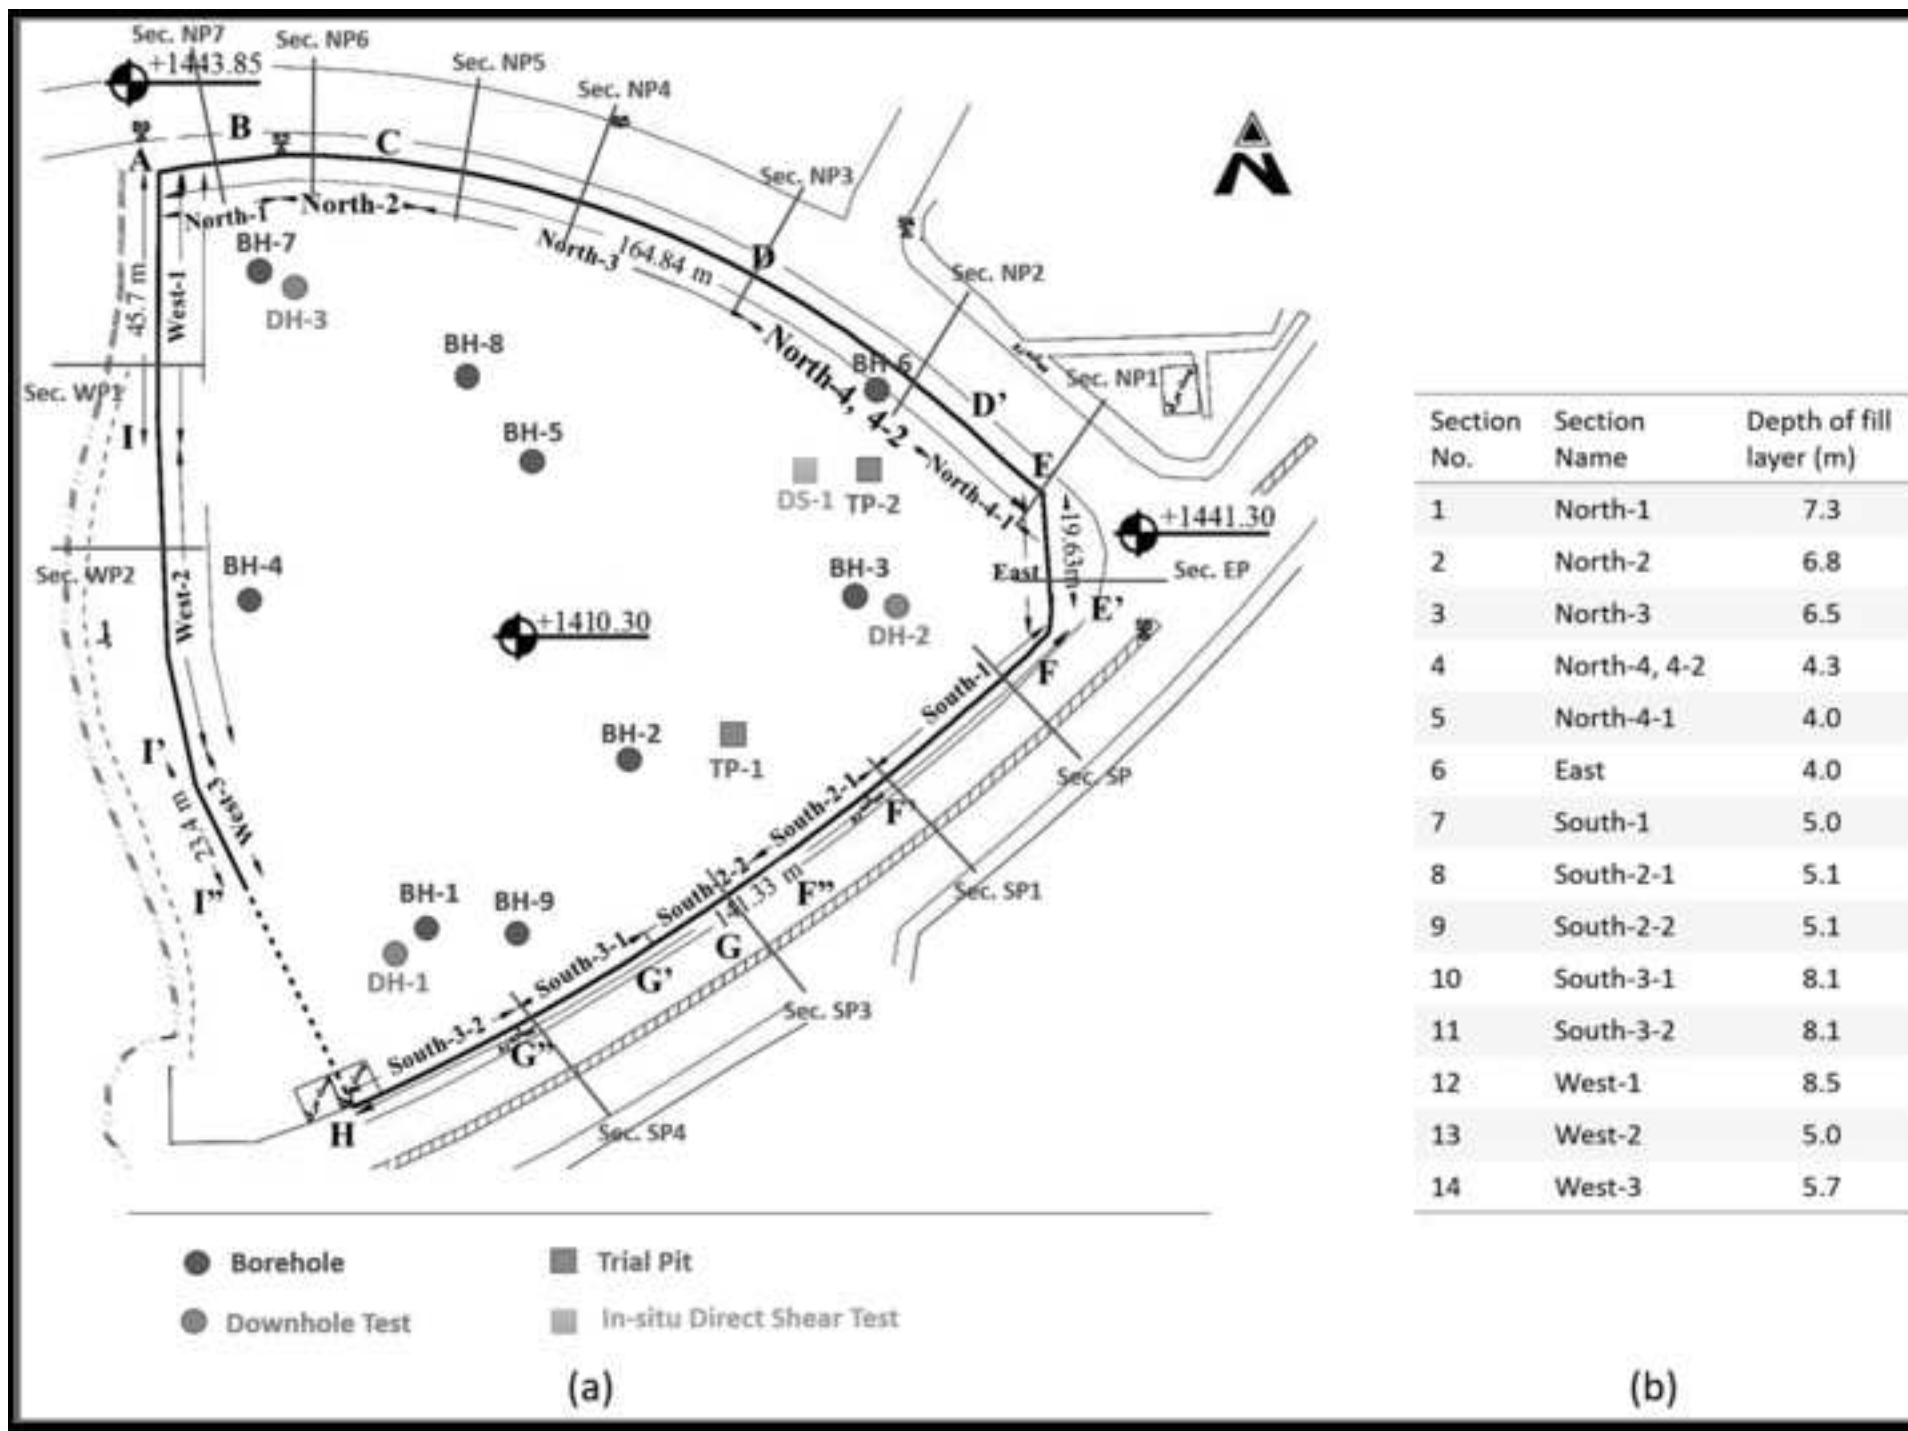 Sec. NP7
Sec. NP6
+1443.85
Sec. NP5
Sec. NP4
B
C
A
Sec. NP3
North-1
North-2
BH-7
North-3
164.84 m
D
Sec. NP2
45.7 m
West-1
DH-3
BH-8
BH-6
Sec. NP1
Sec. WP1
North-4, 4-2
D'
I
BH-5
E
DS-1
TP-2
North-4-1
+1441.30
19.63m
Sec. WP2
BH-4
BH-3
East
Sec. EP
West-2
+1410.30
DH-2
E'
F
South-1
I'
BH-2
TP-1
Sec. SP
West-3
23.4 m
South-2-1
F'
I"
South-2-2
141.33 m
F"
Sec. SP1
BH-1
BH-9
South-3-1
G
DH-1
G'
Sec. SP3
South-3-2
G"
H
Sec. SP4
Borehole
Trial Pit
Downhole Test
In-situ Direct Shear Test
(a)
Section No. Section Name Depth of fill layer (m)
1 North-1 7.3
2 North-2 6.8
3 North-3 6.5
4 North-4, 4-2 4.3
5 North-4-1 4.0
6 East 4.0
7 South-1 5.0
8 South-2-1 5.1
9 South-2-2 5.1
10 South-3-1 8.1
11 South-3-2 8.1
12 West-1 8.5
13 West-2 5.0
14 West-3 5.7
(b)